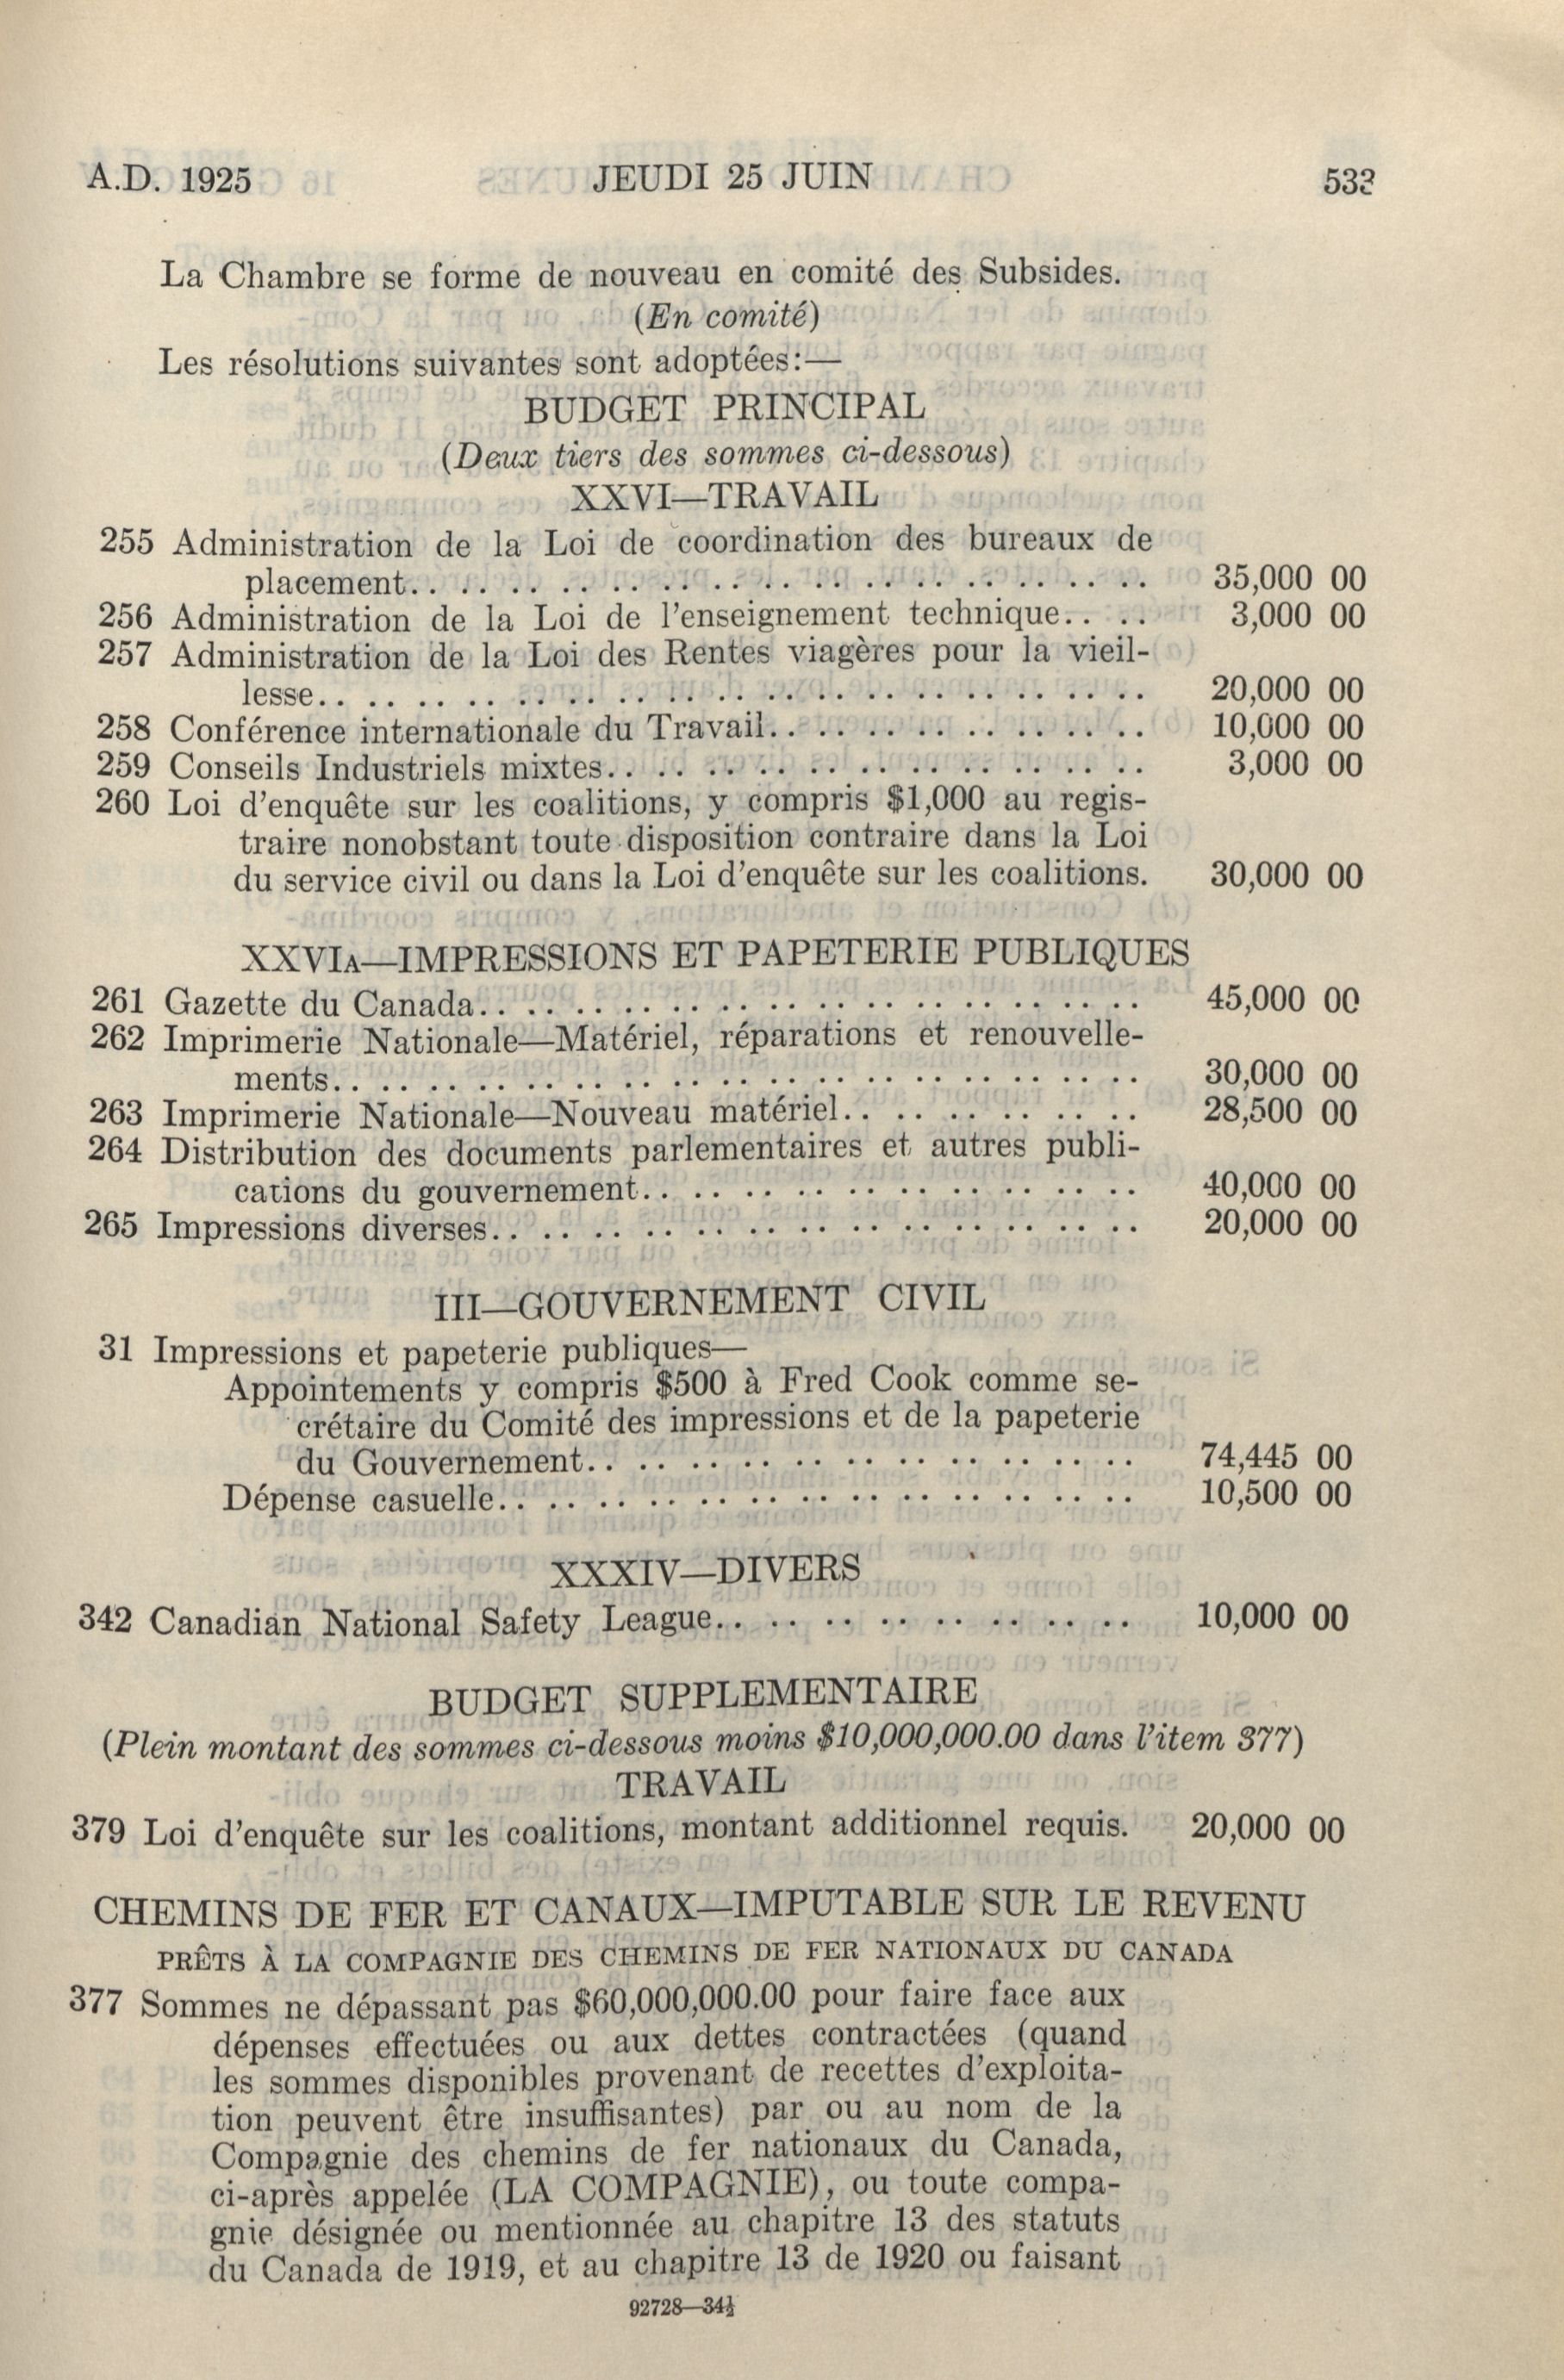 A.D. 1925 JEUDI 25 JUIN 533
La Chambre se forme de nouveau en comité des Subsides.
(En comité)
Les résolutions suivantes sont adoptées:—
BUDGET PRINCIPAL
(Deux tiers des sommes ci-dessous)
XXVI—TRAVAIL
255 Administration de la Loi de coordination des bureaux de
placement.. .. .. .. .. .. .. .. .. .. .. .. .. .. .. 35,000 00
256 Administration de la Loi de l'enseignement technique.. .. 3,000 00
257 Administration de la Loi des Rentes viagères pour la vieil-
lesse.. .. .. .. .. .. .. .. .. .. .. .. .. .. .. .. .. 20,000 00
258 Conférence internationale du Travail.. .. .. .. .. .. .. .. 10,000 00
259 Conseils Industriels mixtes.. .. .. .. .. .. .. .. .. .. .. 3,000 00
260 Loi d'enquête sur les coalitions, y compris $1,000 au regis-
traire nonobstant toute disposition contraire dans la Loi
du service civil ou dans la Loi d'enquête sur les coalitions. 30,000 00
XXVIA—IMPRESSIONS ET PAPETERIE PUBLIQUES
261 Gazette du Canada.. .. .. .. .. .. .. .. .. .. .. .. .. .. 45,000 00
262 Imprimerie Nationale—Matériel, réparations et renouvelle-
ments.. .. .. .. .. .. .. .. .. .. .. .. .. .. .. .. .. 30,000 00
263 Imprimerie Nationale—Nouveau matériel.. .. .. .. .. .. 28,500 00
264 Distribution des documents parlementaires et autres publi-
cations du gouvernement.. .. .. .. .. .. .. .. .. .. 40,000 00
265 Impressions diverses.. .. .. .. .. .. .. .. .. .. .. .. .. 20,000 00
III—GOUVERNEMENT CIVIL
31 Impressions et papeterie publiques—
Appointements y compris $500 à Fred Cook comme se-
crétaire du Comité des impressions et de la papeterie
du Gouvernement.. .. .. .. .. .. .. .. .. .. .. 74,445 00
Dépense casuelle.. .. .. .. .. .. .. .. .. .. .. .. .. 10,500 00
XXXIV—DIVERS
342 Canadian National Safety League.. .. .. .. .. .. .. .. 10,000 00
BUDGET SUPPLEMENTAIRE
(Plein montant des sommes ci-dessous moins $10,000,000.00 dans l'item 377)
TRAVAIL
379 Loi d'enquête sur les coalitions, montant additionnel requis. 20,000 00
CHEMINS DE FER ET CANAUX—IMPUTABLE SUR LE REVENU
PRÊTS À LA COMPAGNIE DES CHEMINS DE FER NATIONAUX DU CANADA
377 Sommes ne dépassant pas $60,000,000.00 pour faire face aux
dépenses effectuées ou aux dettes contractées (quand
les sommes disponibles provenant de recettes d'exploita-
tion peuvent être insuffisantes) par ou au nom de la
Compagnie des chemins de fer nationaux du Canada,
ci-après appelée (LA COMPAGNIE), ou toute compa-
gnie désignée ou mentionnée au chapitre 13 des statuts
du Canada de 1919, et au chapitre 13 de 1920 ou faisant
92728—34½